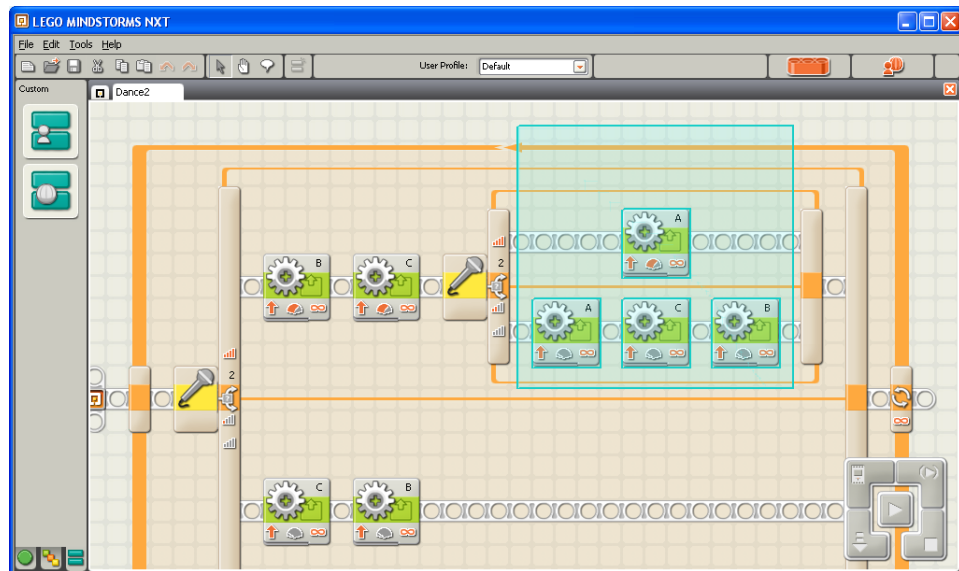 LEGO MINDSTORMS NXT
File Edit Tools Help
User Profile: Default
Custom
Dance2
A
B C 2
A C B
2
C B